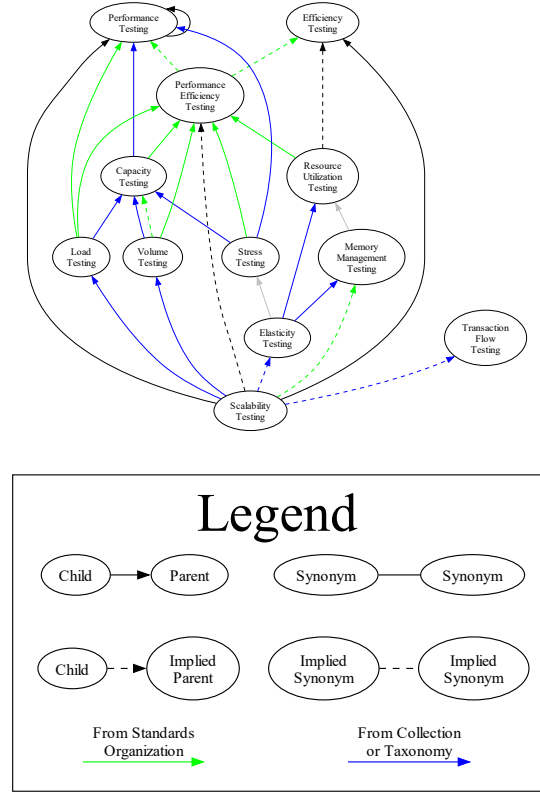 Performance
Testing
Efficiency
Testing
Performance
Efficiency
Testing
Capacity
Testing
Resource
Utilization
Testing
Load
Testing
Volume
Testing
Stress
Testing
Memory
Management
Testing
Elasticity
Testing
Transaction
Flow
Testing
Scalability
Testing
Legend
Child
Parent
Synonym
Synonym
Child
Implied
Parent
Implied
Synonym
Implied
Synonym
From Standards
Organization
From Collection
or Taxonomy